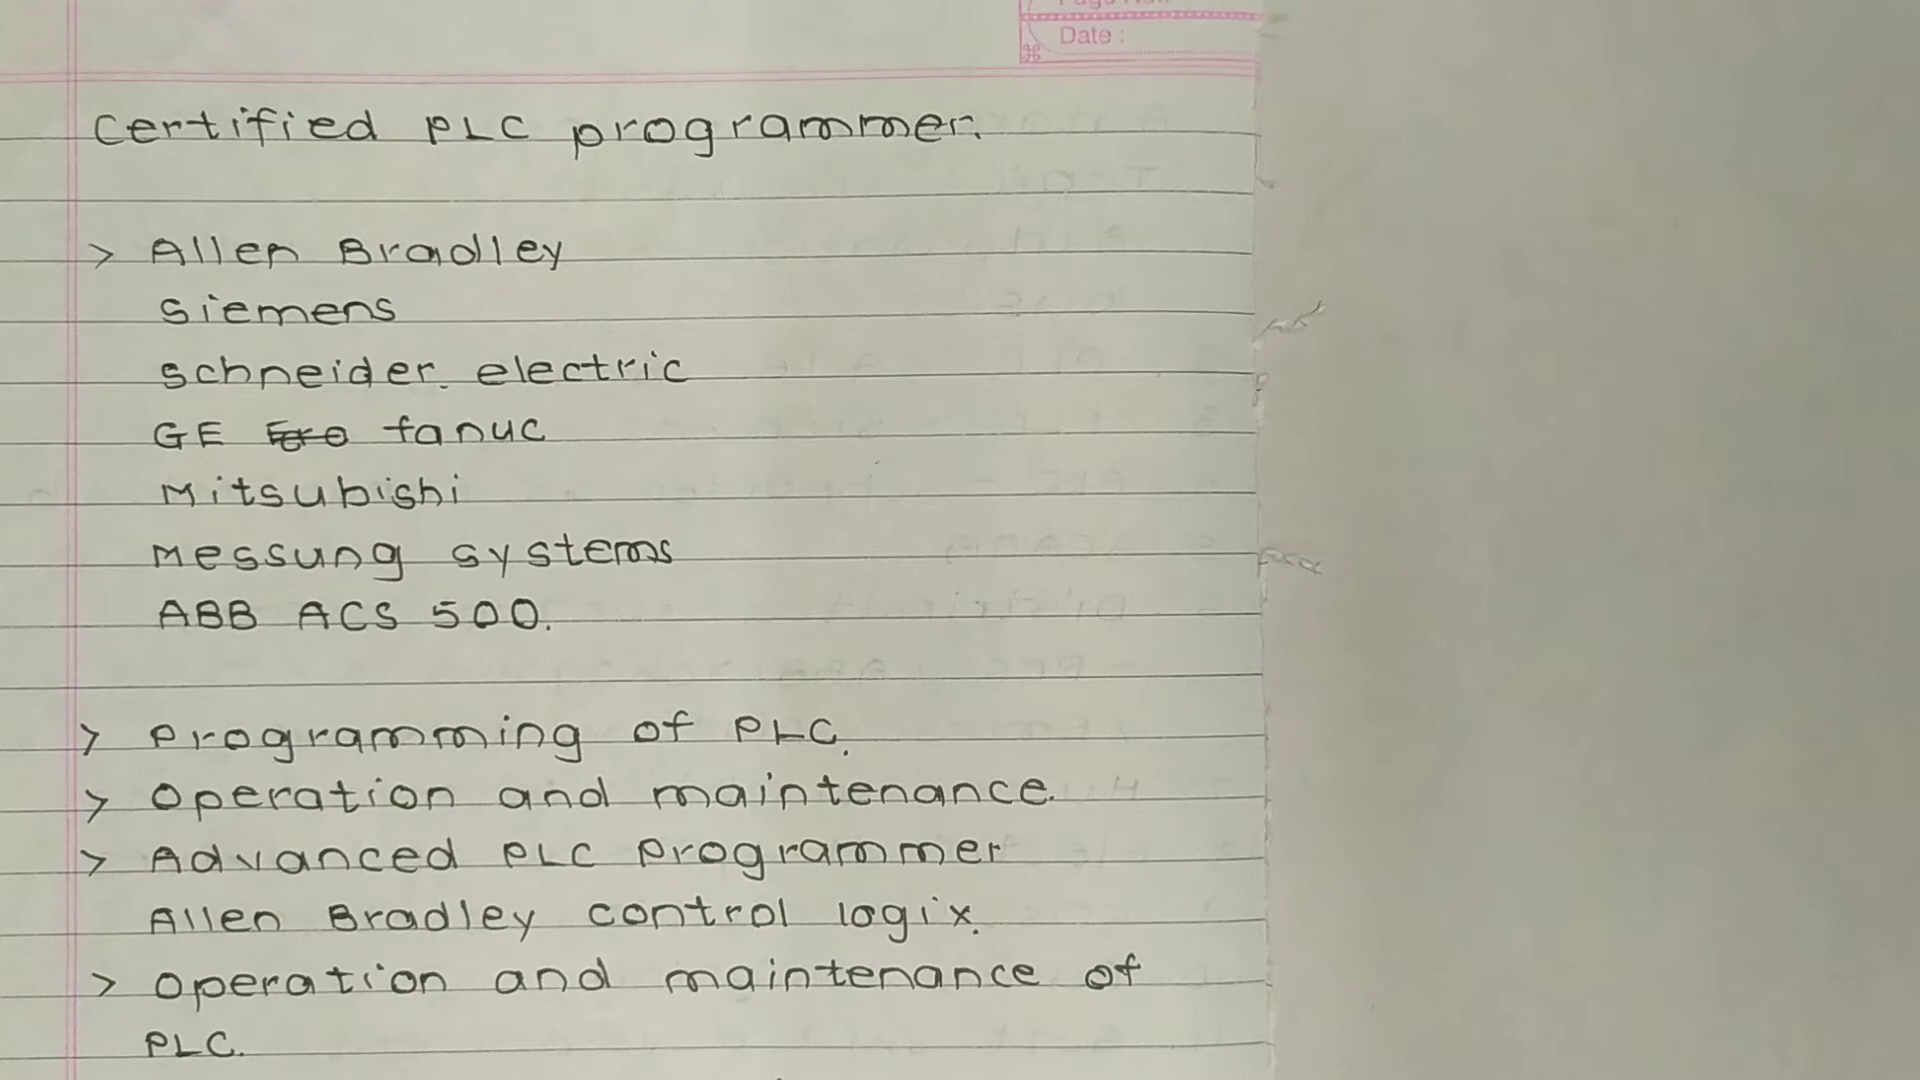 Date :
Certified PLC programmer.
> Allen Bradley
Siemens
Schneider. electric
GE fanuc
Mitsubishi
Messung systems
ABB ACS 500.
> Programming of PLC.
> Operation and maintenance.
> Advanced PLC Programmer
Allen Bradley control logix.
> Operation and maintenance of
PLC.